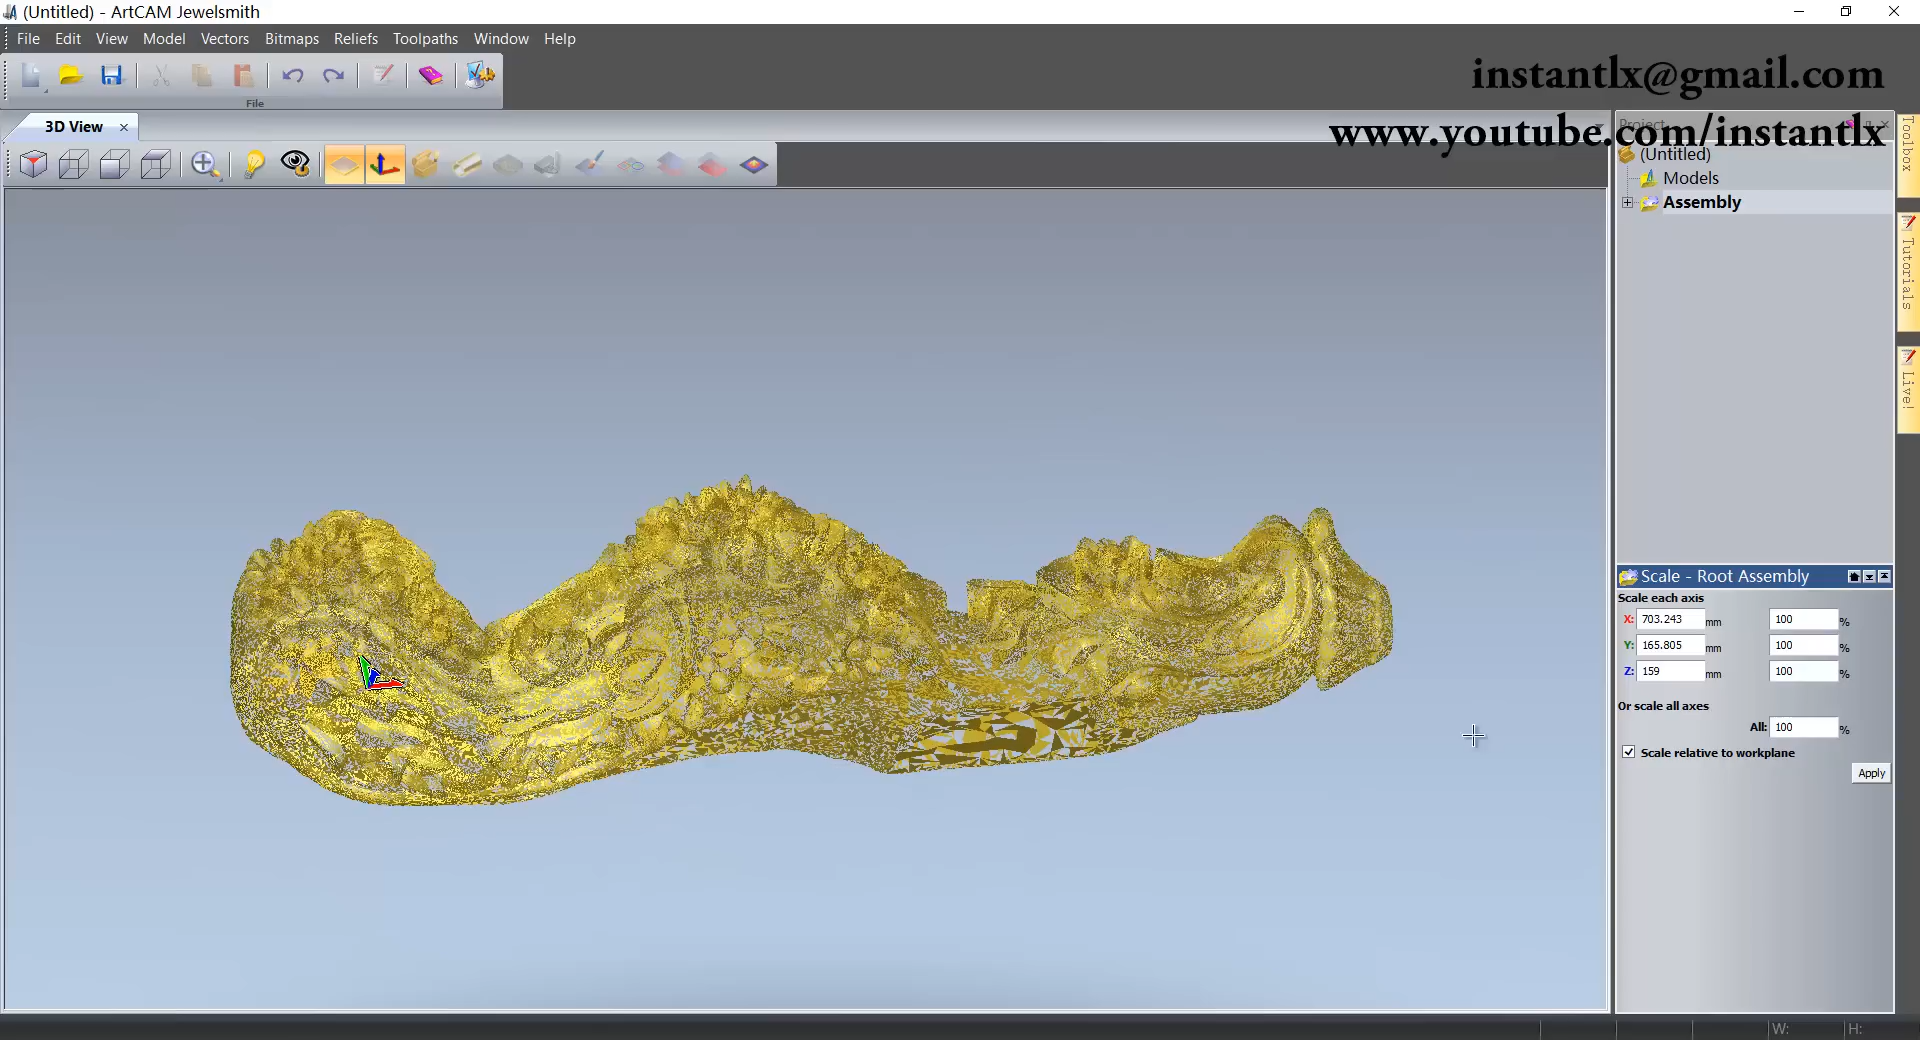 (Untitled) - ArtCAM Jewelsmith
File Edit View Model Vectors Bitmaps Reliefs Toolpaths Window Help
instantlx@gmail.com
File
3D View
www.youtube.com/instantlx
Project
(Untitled)
Models
Assembly
Toolbox
Tutorials
Live!
Scale - Root Assembly
Scale each axis
X: 703.243 mm 100 %
Y: 165.805 mm 100 %
Z: 159 mm 100 %
Or scale all axes
All: 100 %
Scale relative to workplane
Apply
W: H: